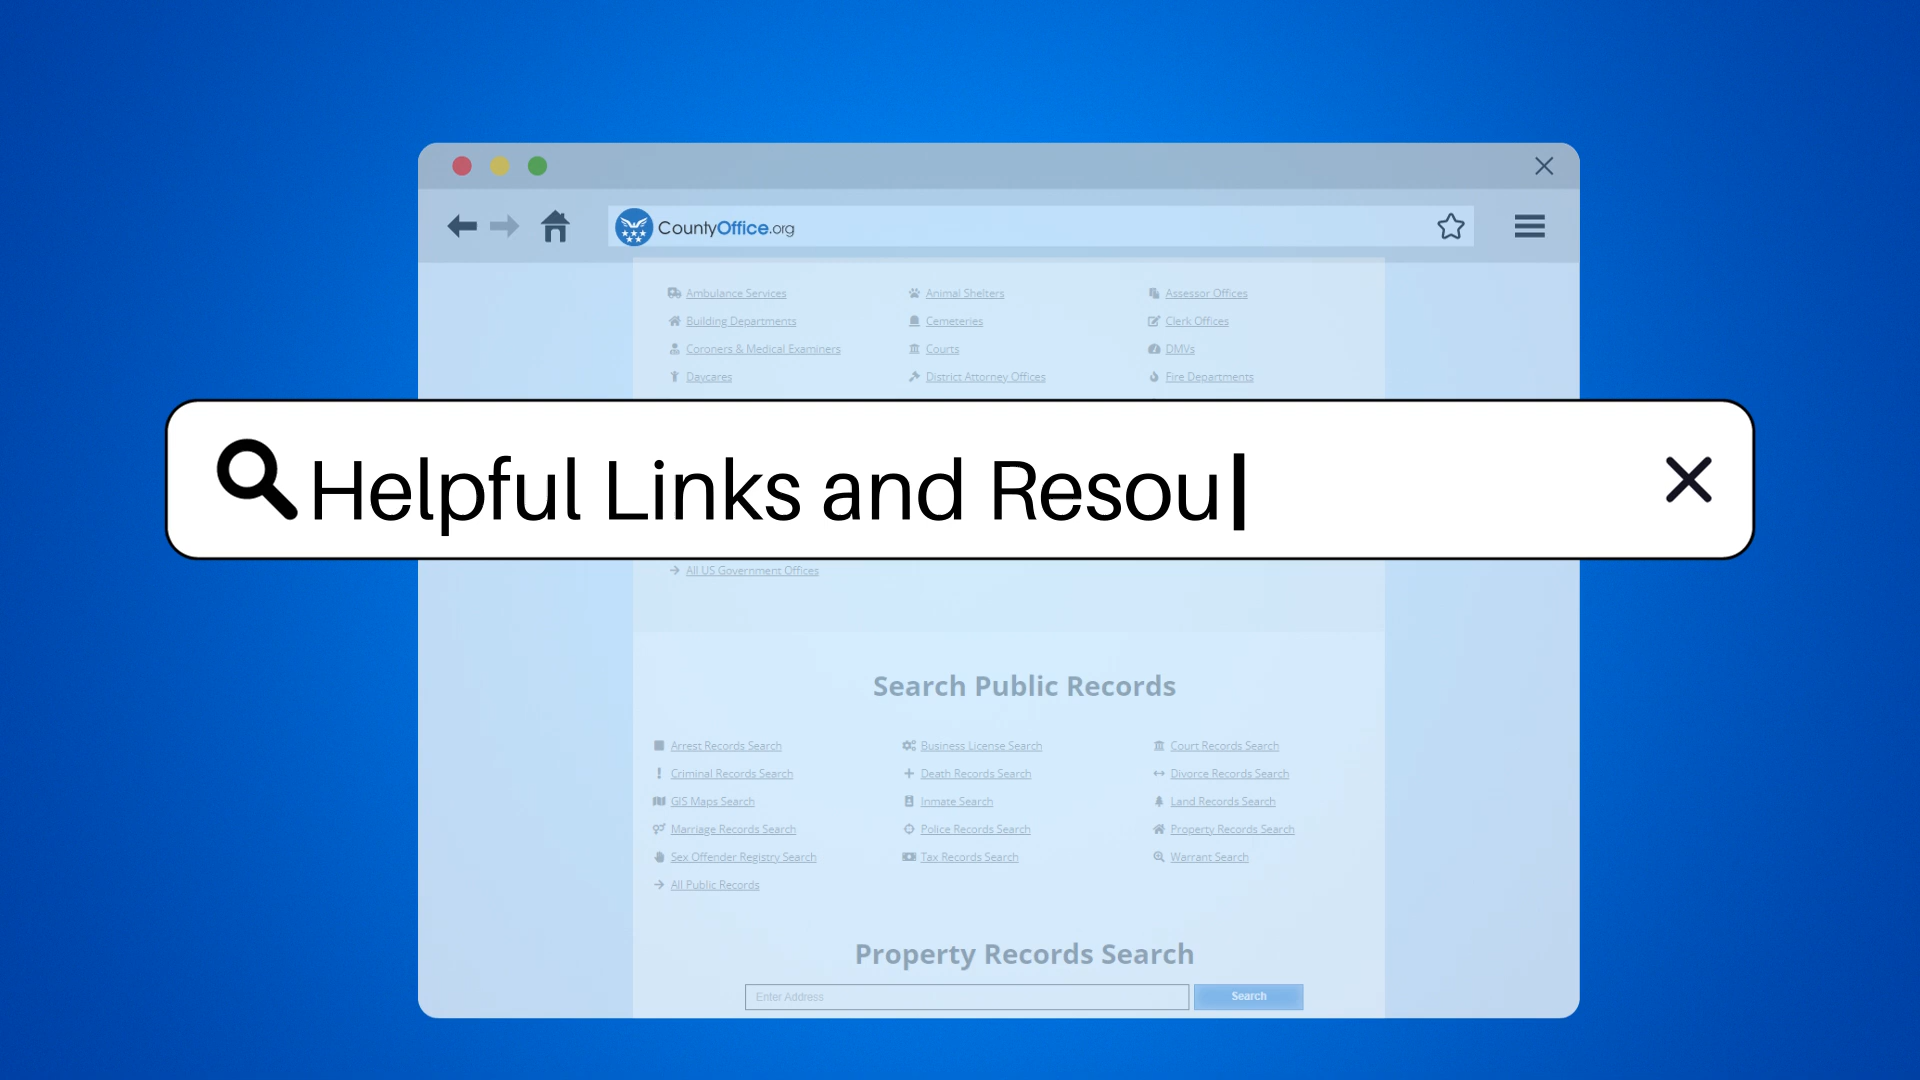 CountyOffice.org
Ambulance Services Animal Shelters Assessor Offices
Building Departments Cemeteries Clerk Offices
Coroners & Medical Examiners Courts DMVs
Daycares District Attorney Offices Fire Departments
Helpful Links and Resou
All US Government Offices
Search Public Records
Arrest Records Search Business License Search Court Records Search
Criminal Records Search Death Records Search Divorce Records Search
GIS Maps Search Inmate Search Land Records Search
Marriage Records Search Police Records Search Property Records Search
Sex Offender Registry Search Tax Records Search Warrant Search
All Public Records
Property Records Search
Enter Address Search